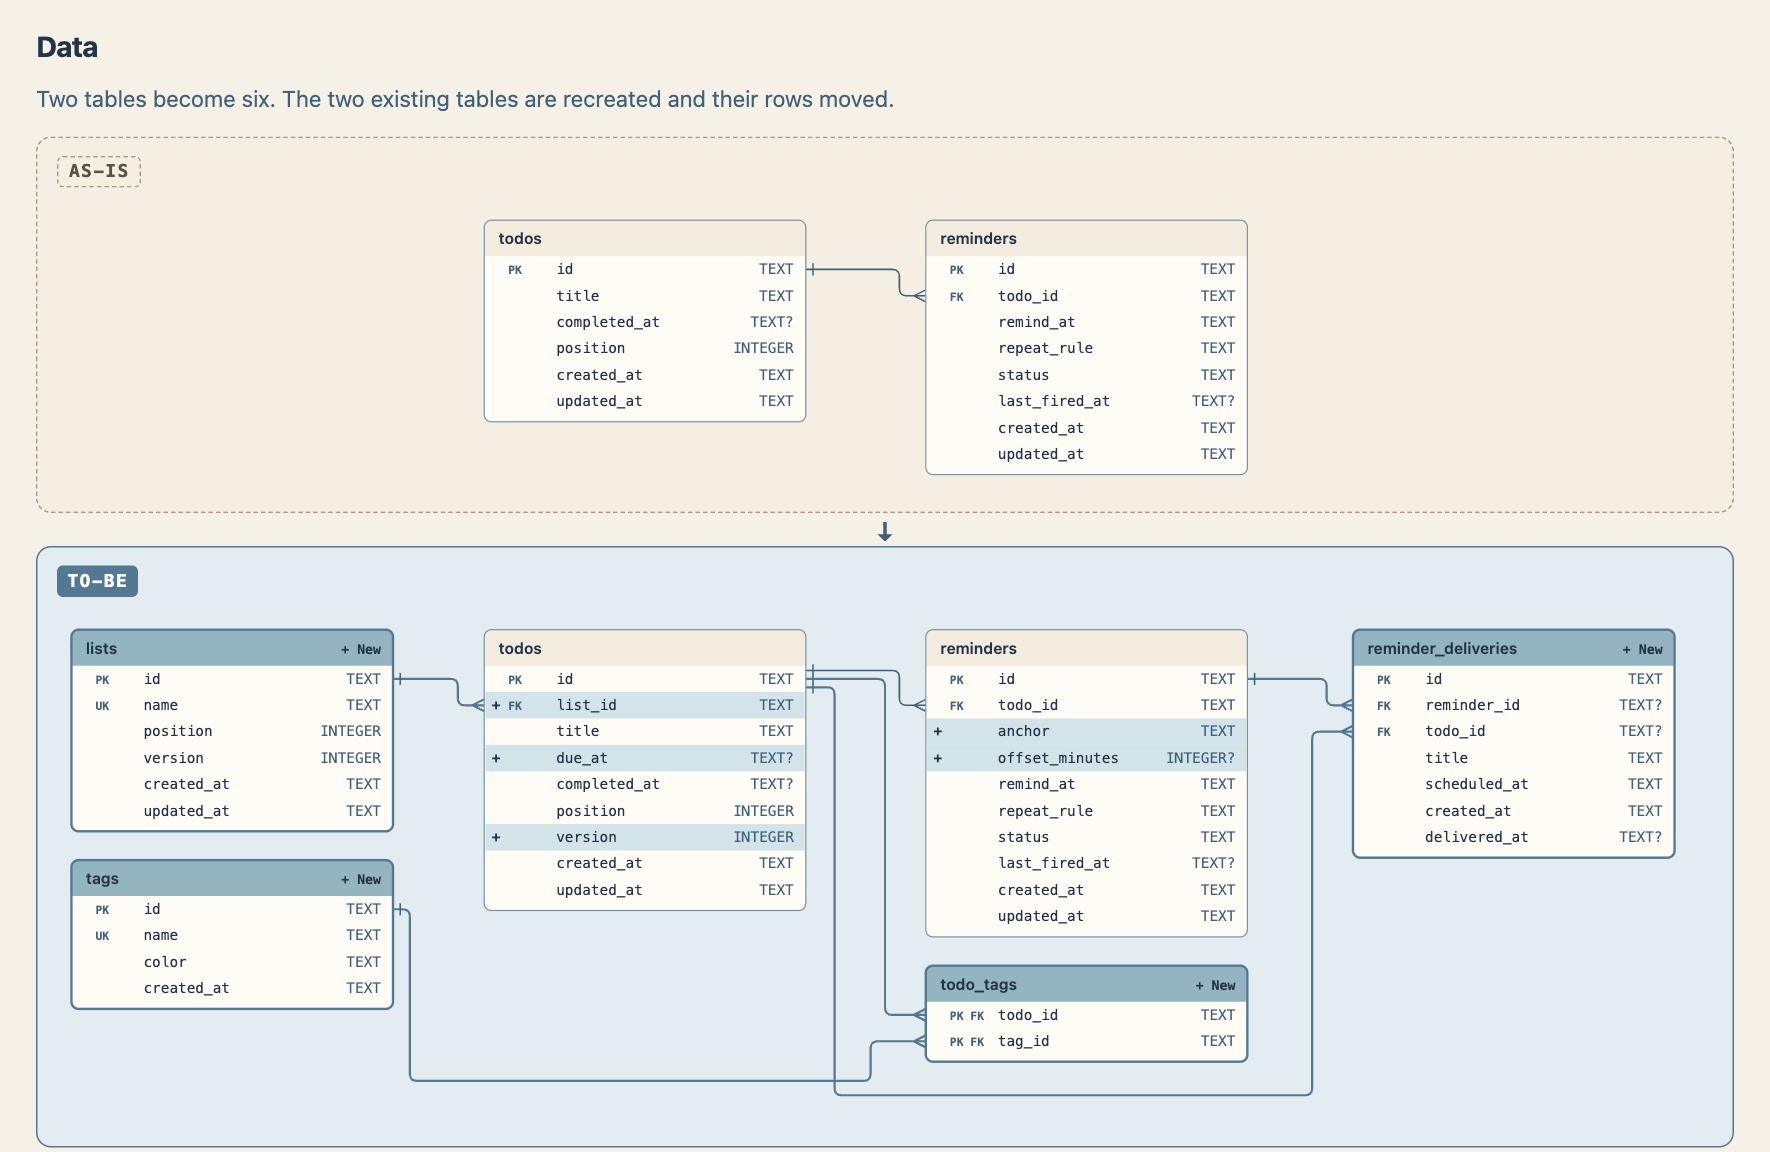 Data
Two tables become six. The two existing tables are recreated and their rows moved.
AS-IS
todos
PK id TEXT
title TEXT
completed_at TEXT?
position INTEGER
created_at TEXT
updated_at TEXT
reminders
PK id TEXT
FK todo_id TEXT
remind_at TEXT
repeat_rule TEXT
status TEXT
last_fired_at TEXT?
created_at TEXT
updated_at TEXT
TO-BE
lists + New
PK id TEXT
UK name TEXT
position INTEGER
version INTEGER
created_at TEXT
updated_at TEXT
tags + New
PK id TEXT
UK name TEXT
color TEXT
created_at TEXT
todos
PK id TEXT
+ FK list_id TEXT
title TEXT
+ due_at TEXT?
completed_at TEXT?
position INTEGER
+ version INTEGER
created_at TEXT
updated_at TEXT
reminders
PK id TEXT
FK todo_id TEXT
+ anchor TEXT
+ offset_minutes INTEGER?
remind_at TEXT
repeat_rule TEXT
status TEXT
last_fired_at TEXT?
created_at TEXT
updated_at TEXT
todo_tags + New
PK FK todo_id TEXT
PK FK tag_id TEXT
reminder_deliveries + New
PK id TEXT
FK reminder_id TEXT?
FK todo_id TEXT?
title TEXT
scheduled_at TEXT
created_at TEXT
delivered_at TEXT?